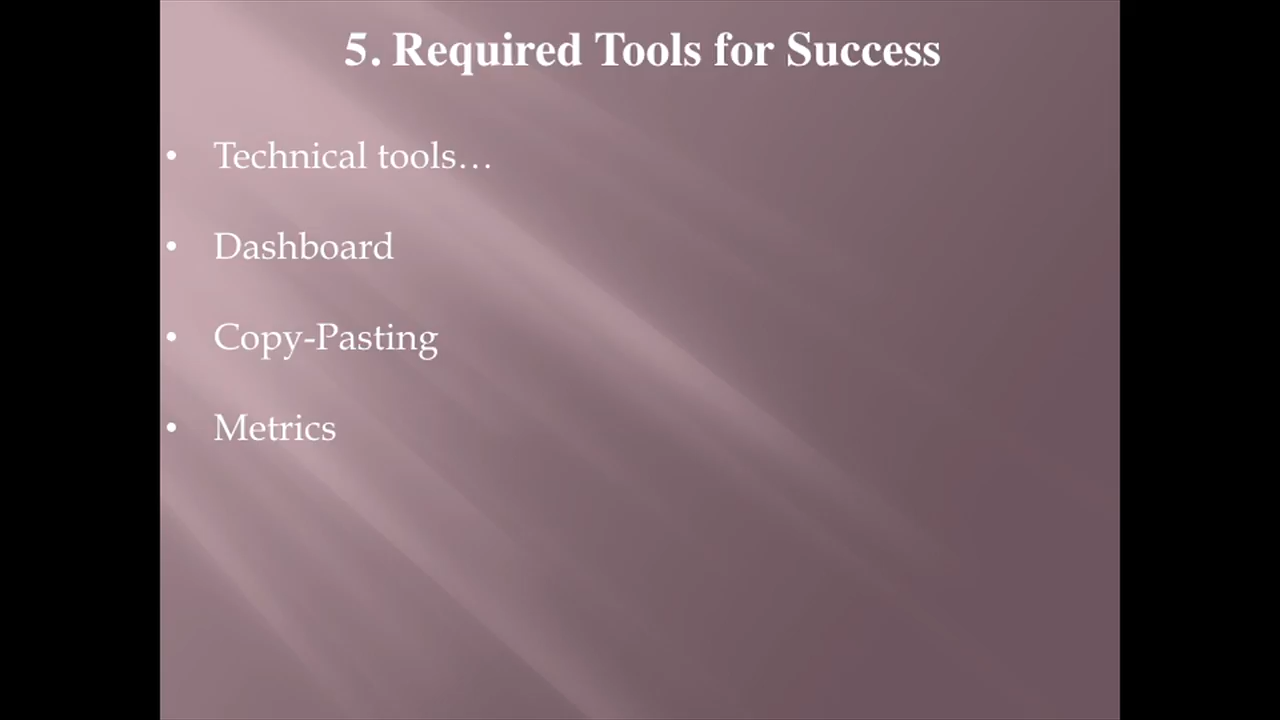 5. Required Tools for Success
• Technical tools…
• Dashboard
• Copy-Pasting
• Metrics